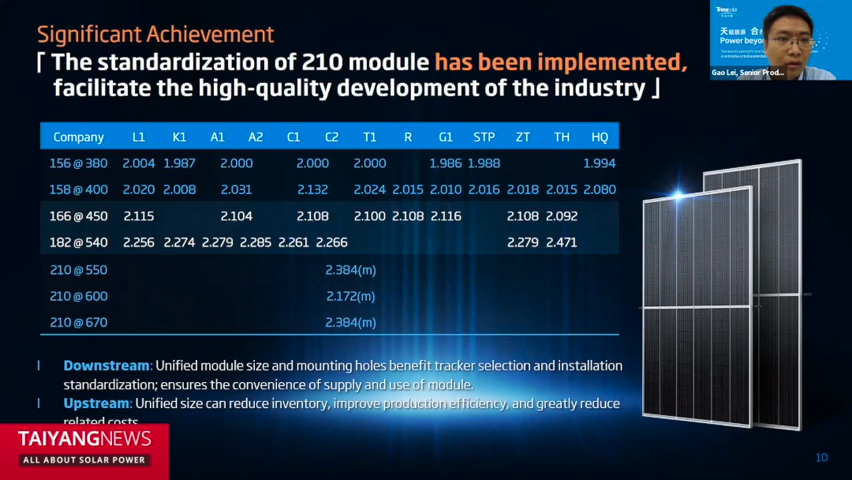 Significant Achievement
「 The standardization of 210 module has been implemented,
facilitate the high-quality development of the industry 」
Company L1 K1 A1 A2 C1 C2 T1 R G1 STP ZT TH HQ
156 @ 380 2.004 1.987 2.000 2.000 2.000 1.986 1.988 1.994
158 @ 400 2.020 2.008 2.031 2.132 2.024 2.015 2.010 2.016 2.018 2.015 2.080
166 @ 450 2.115 2.104 2.108 2.100 2.108 2.116 2.108 2.092
182 @ 540 2.256 2.274 2.279 2.285 2.261 2.266 2.279 2.471
210 @ 550 2.384(m)
210 @ 600 2.172(m)
210 @ 670 2.384(m)
Downstream: Unified module size and mounting holes benefit tracker selection and installation
standardization; ensures the convenience of supply and use of module.
Upstream: Unified size can reduce inventory, improve production efficiency, and greatly reduce
related costs
TAIYANGNEWS
ALL ABOUT SOLAR POWER
10
Trinasolar
天赋能源 合
Power beyon
Gao Lei, Senior Prod...